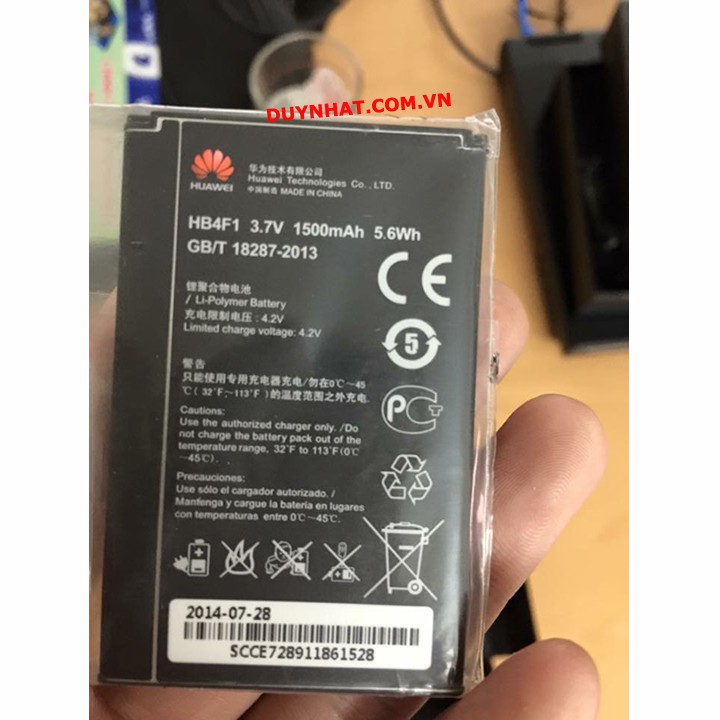 DUYNHAT.COM.VN
HUAWEI
华为技术有限公司
Huawei Technologies Co., LTD.
中国制造 MADE IN CHINA
HB4F1 3.7V 1500mAh 5.6Wh
GB/T 18287-2013
锂聚合物电池
/ Li-Polymer Battery
充电限制电压: 4.2V
Limited charge voltage: 4.2V
5
警告
只能使用专用充电器充电/勿在0℃~45
℃( 32℉~113℉)的温度范围之外充电.
Cautions:
Use the authorized charger only. /Do
not charge the battery pack out of the
temperature range, 32℉ to 113℉(0℃
~45℃).
Precauciones:
Use sólo el cargador autorizado. /
Manfenga y cargue la batería en lugares
con temperaturas entre 0℃~45℃.
2014-07-28
SCCE728911861528